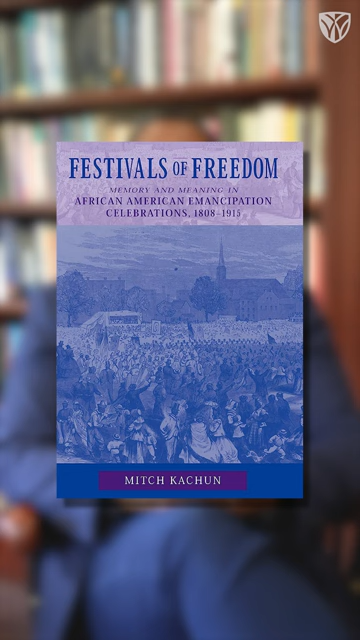 FESTIVALS OF FREEDOM
MEMORY AND MEANING IN
AFRICAN AMERICAN EMANCIPATION
CELEBRATIONS, 1808–1915
MITCH KACHUN